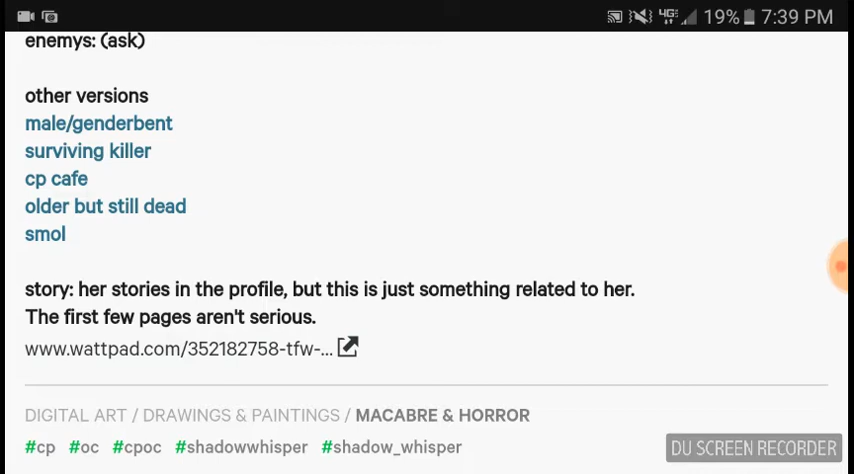 19% 7:39 PM
enemys: (ask)
other versions
male/genderbent
surviving killer
cp cafe
older but still dead
smol
story: her stories in the profile, but this is just something related to her.
The first few pages aren't serious.
www.wattpad.com/352182758-tfw-...
DIGITAL ART / DRAWINGS & PAINTINGS / MACABRE & HORROR
#cp #oc #cpoc #shadowwhisper #shadow_whisper
DU SCREEN RECORDER